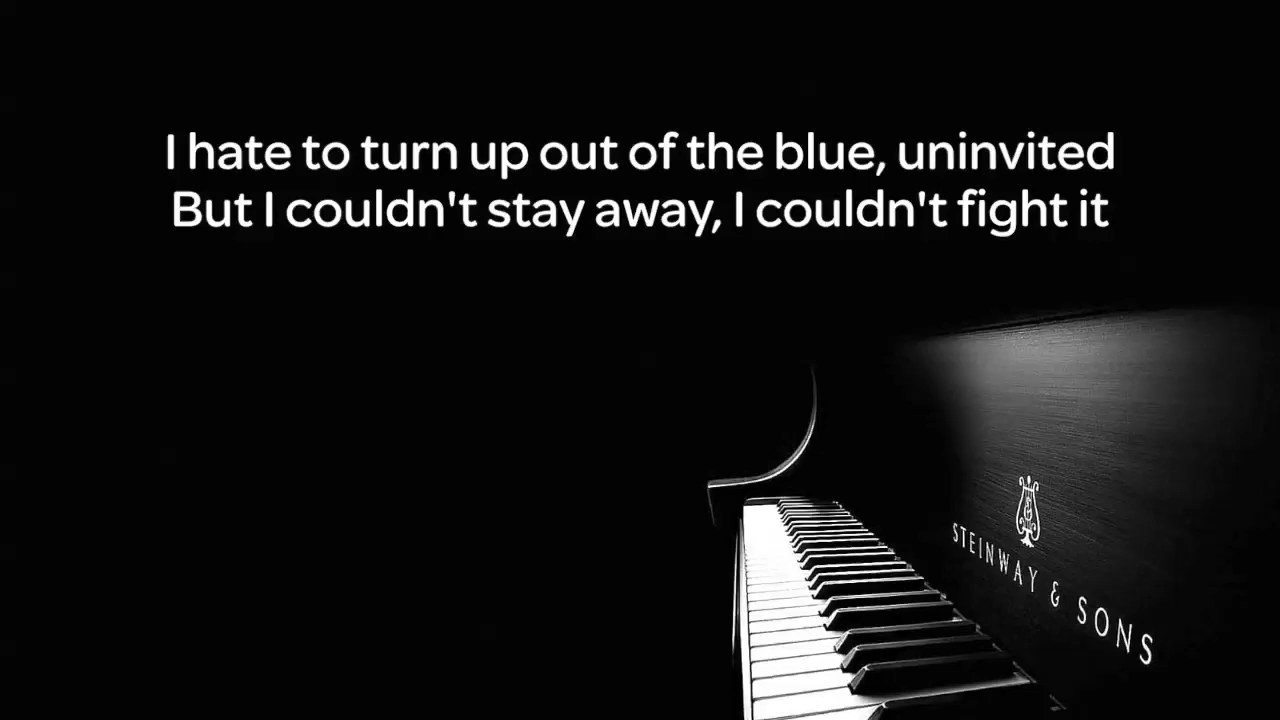 I hate to turn up out of the blue, uninvited
But I couldn't stay away, I couldn't fight it
STEINWAY & SONS